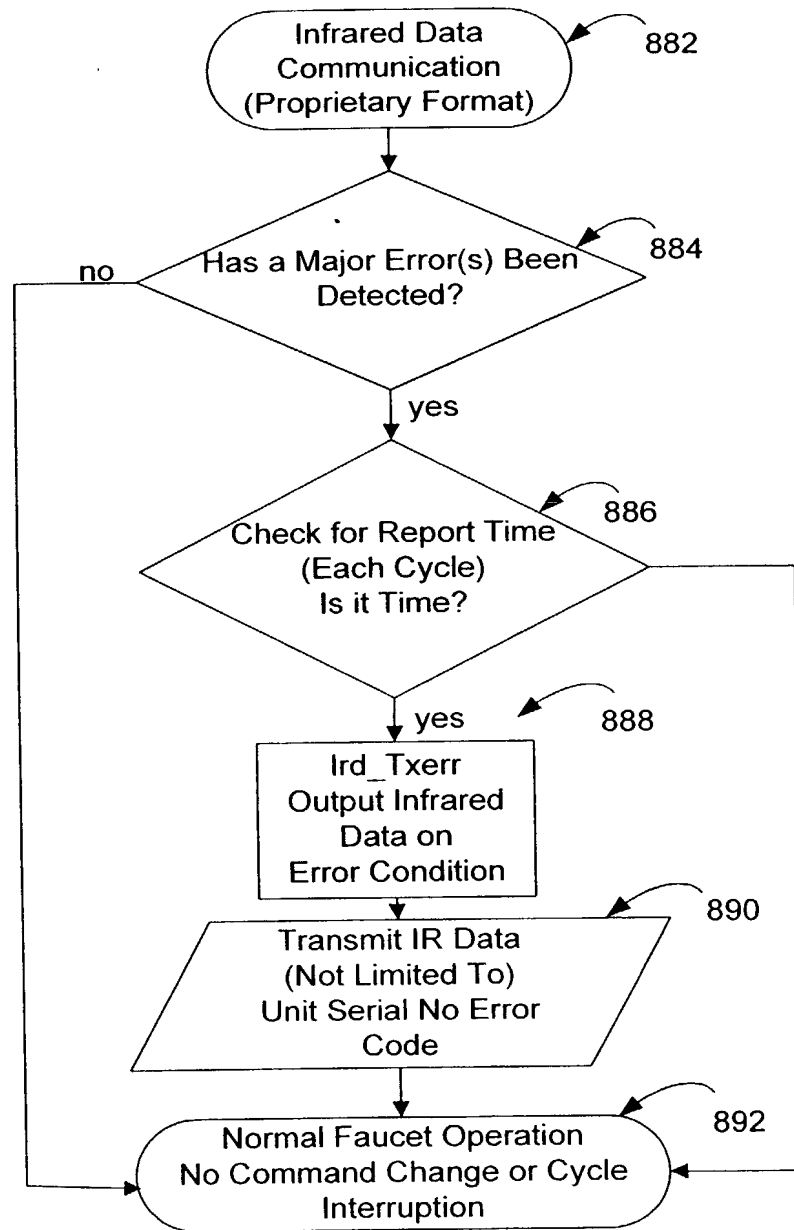 Infrared Data
Communication
(Proprietary Format)
882
Has a Major Error(s) Been
Detected?
884
no
yes
Check for Report Time
(Each Cycle)
Is it Time?
886
yes
888
Ird_Txerr
Output Infrared
Data on
Error Condition
890
Transmit IR Data
(Not Limited To)
Unit Serial No Error
Code
892
Normal Faucet Operation
No Command Change or Cycle
Interruption